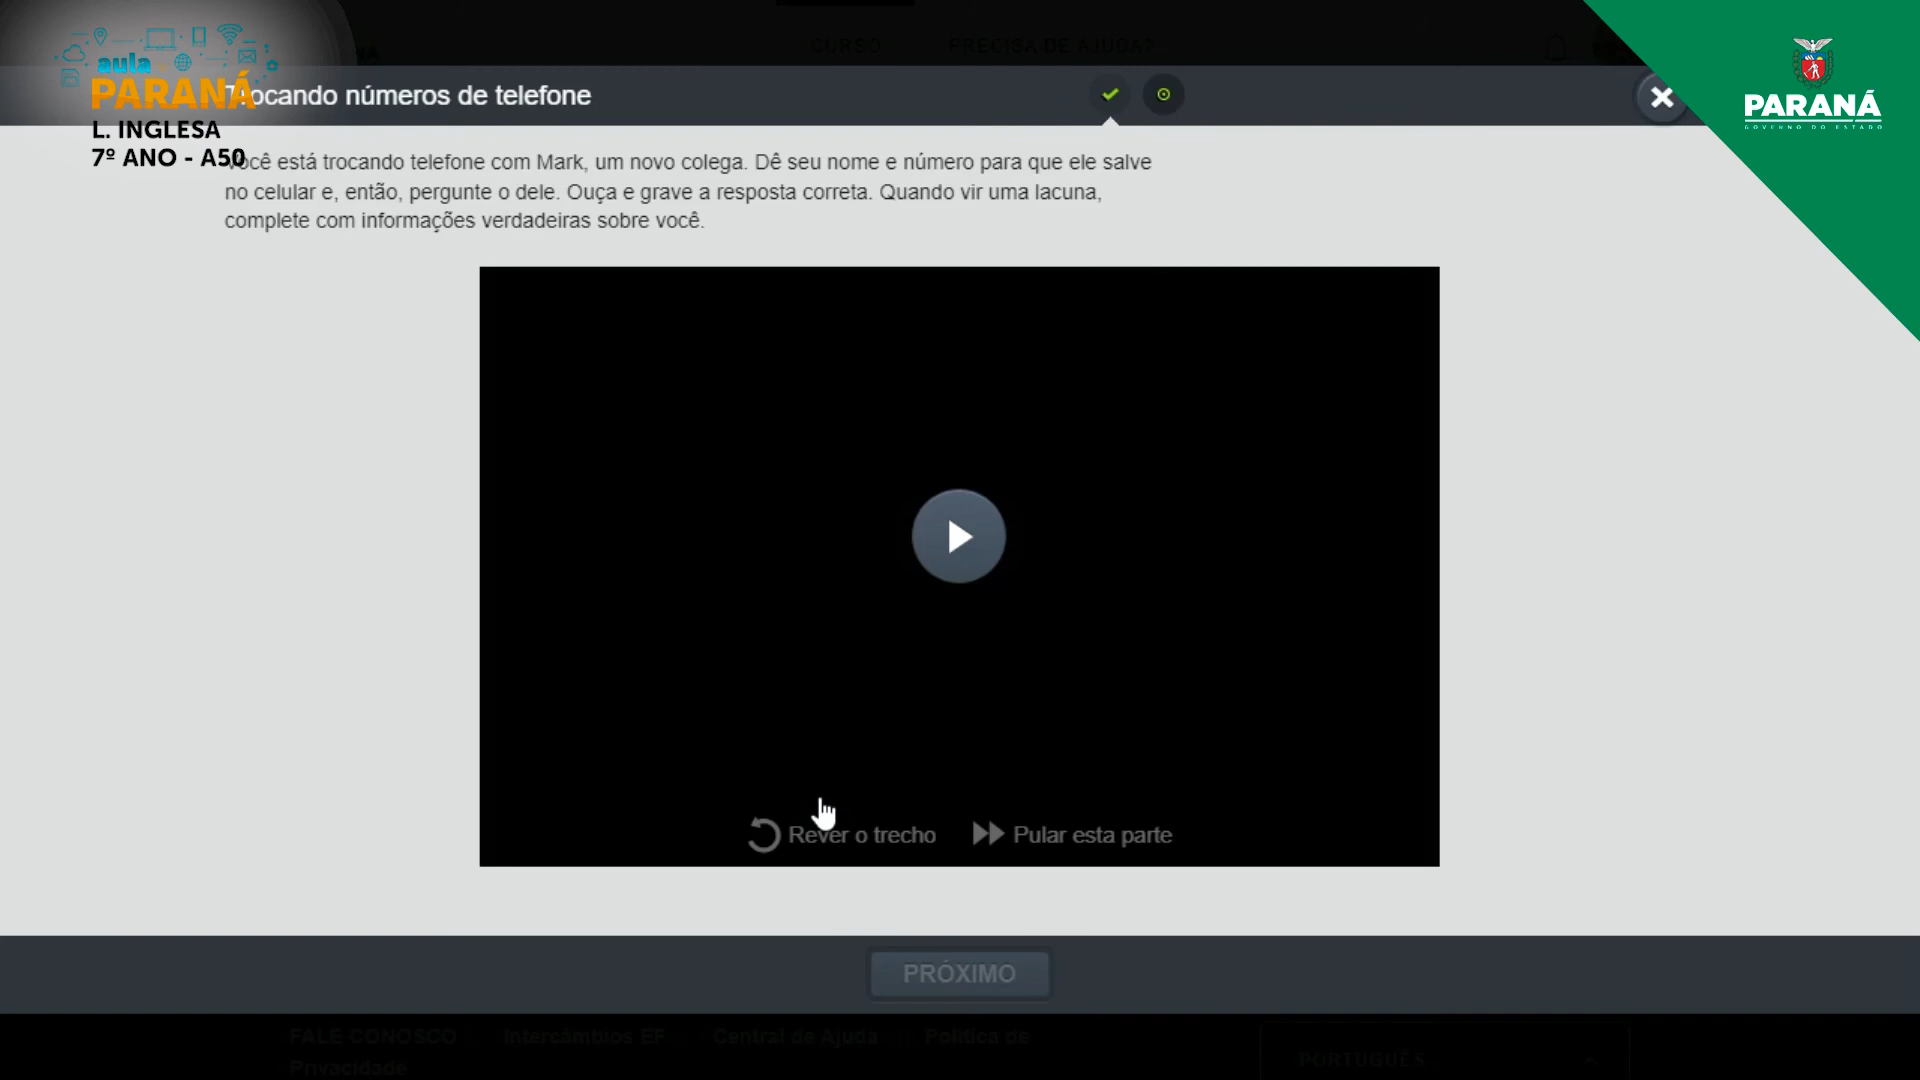 CURSO PRECISA DE AJUDA?
aula
PARANÁ
L. INGLESA
7º ANO - A50
Trocando números de telefone
PARANÁ
GOVERNO DO ESTADO
Você está trocando telefone com Mark, um novo colega. Dê seu nome e número para que ele salve
no celular e, então, pergunte o dele. Ouça e grave a resposta correta. Quando vir uma lacuna,
complete com informações verdadeiras sobre você.
Rever o trecho
Pular esta parte
PRÓXIMO
FALE CONOSCO Intercâmbios EF Central de Ajuda Política de
Privacidade
PORTUGUÊS